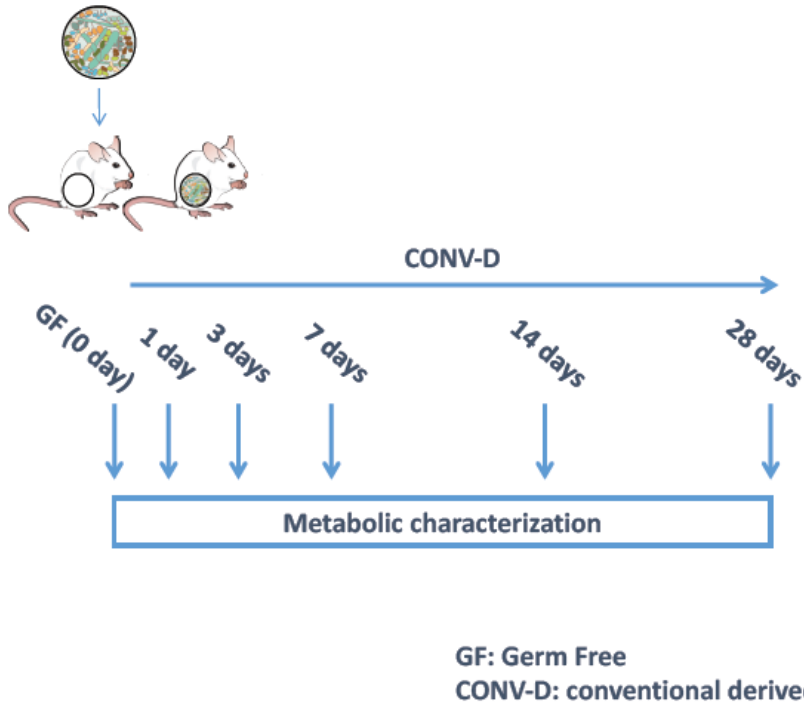 CONV-D
GF (0 day)
1 day
3 days
7 days
14 days
28 days
Metabolic characterization
GF: Germ Free
CONV-D: conventional derive